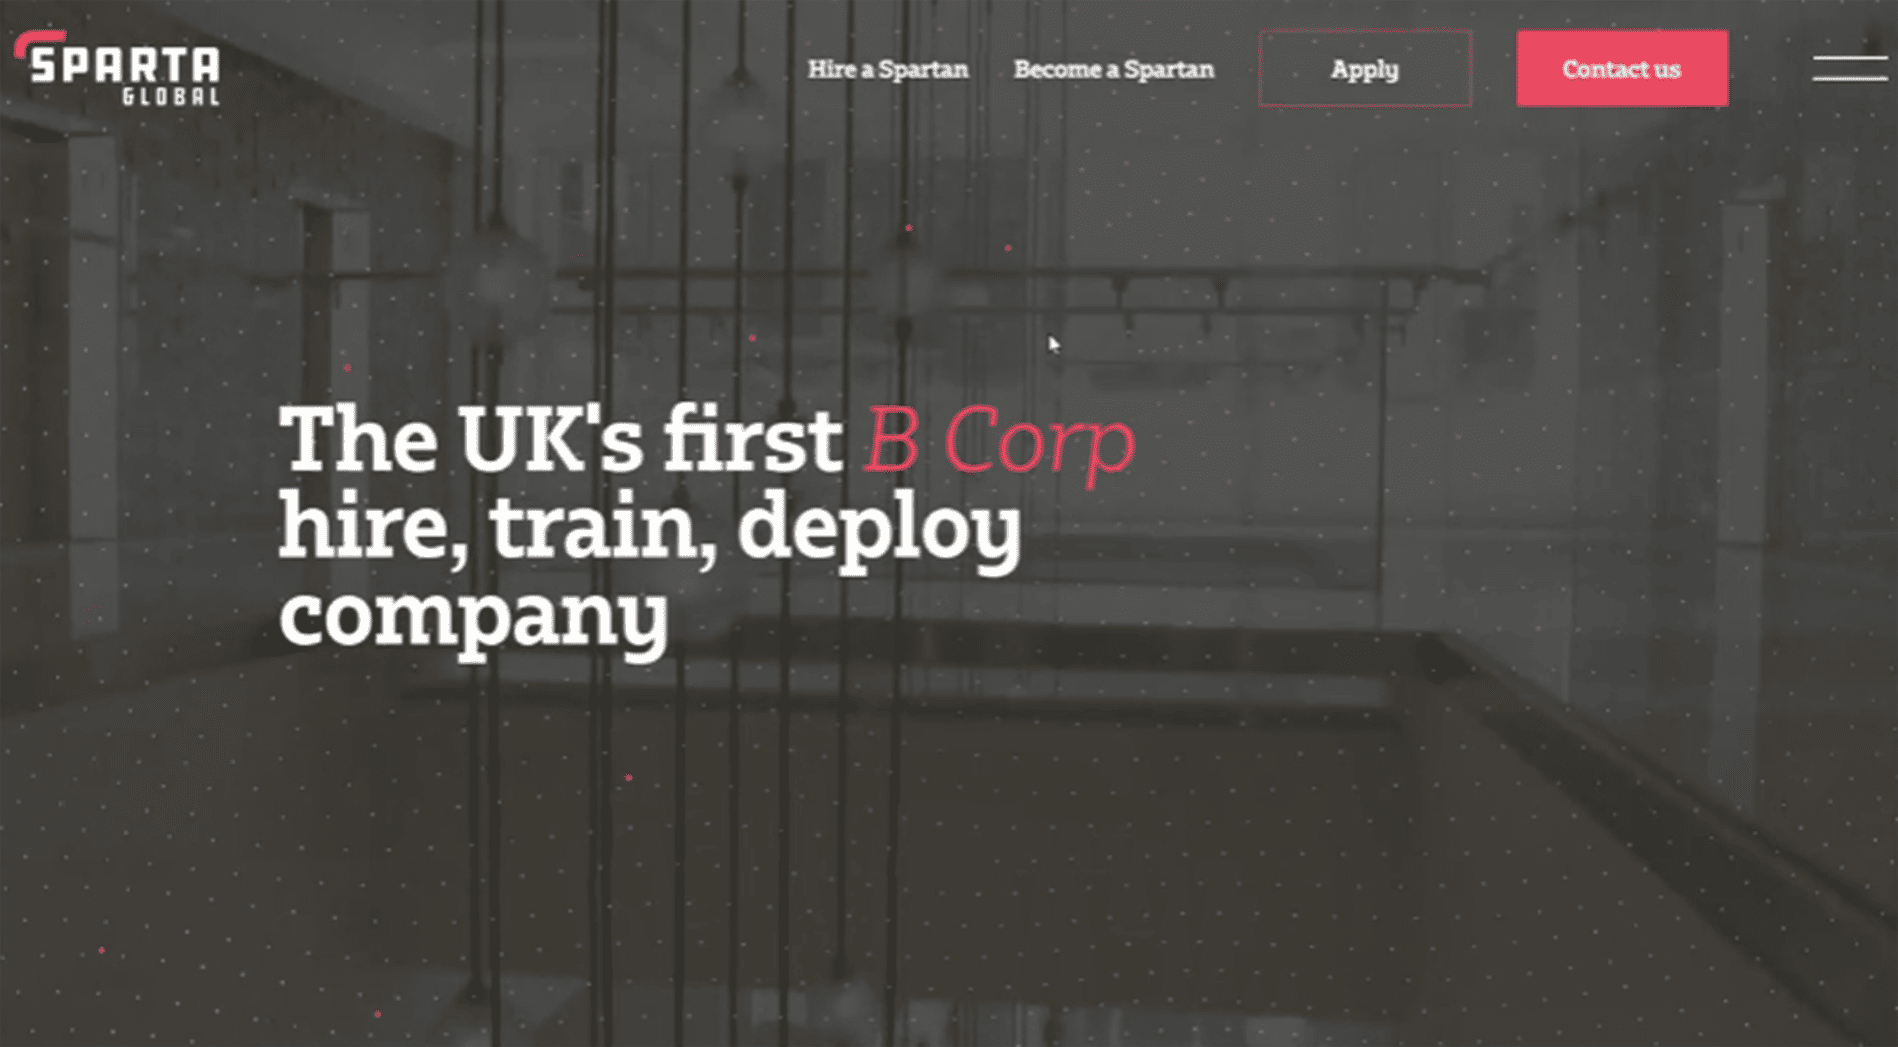 SPARTA
GLOBAL
Hire a Spartan
Become a Spartan
Apply
Contact us
The UK's first B Corp
hire, train, deploy
company